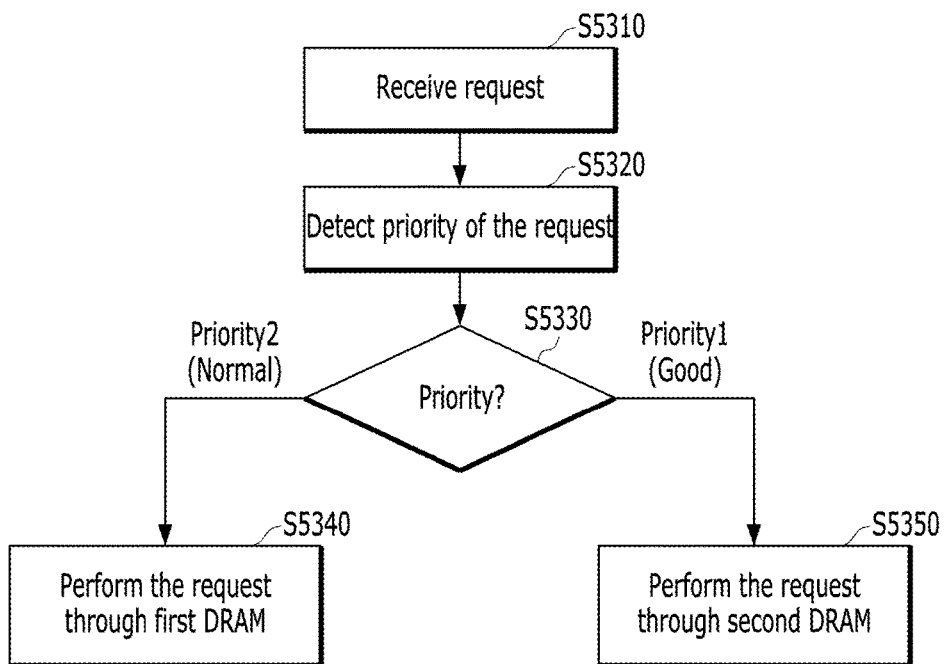 S5310
Receive request
S5320
Detect priority of the request
S5330
Priority2
(Normal)
Priority?
Priority1
(Good)
S5340
Perform the request
through first DRAM
S5350
Perform the request
through second DRAM